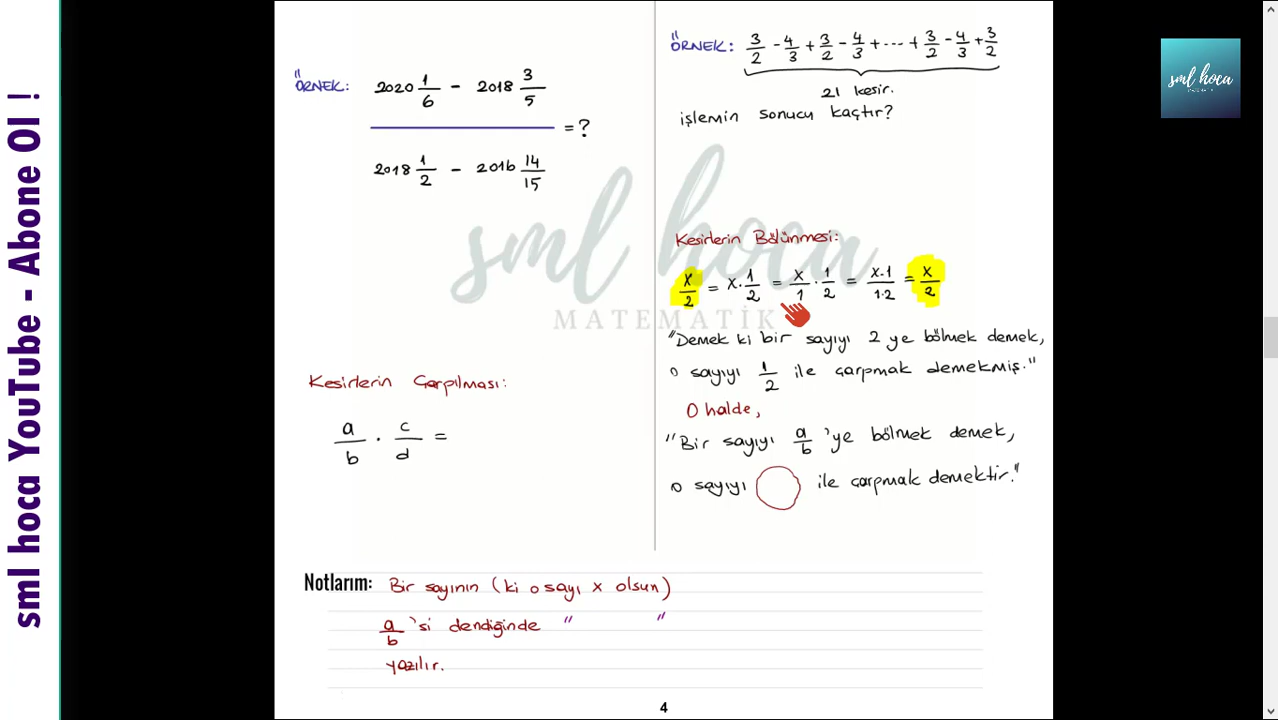 sml hoca YouTube - Abone Ol !
ÖRNEK: 2020 1/6 - 2018 3/5
= ?
2018 1/2 - 2016 14/15
Kesirlerin Çarpılması:
a/b · c/d =
ÖRNEK: 3/2 - 4/3 + 3/2 - 4/3 + ··· + 3/2 - 4/3 + 3/2
21 kesir.
işlemin sonucu kaçtır?
Kesirlerin Bölünmesi:
x/2 = x · 1/2 = x/1 · 1/2 = x·1/1·2 = x/2
"Demek ki bir sayıyı 2 ye bölmek demek,
o sayıyı 1/2 ile çarpmak demekmiş."
O halde,
"Bir sayıyı a/b 'ye bölmek demek,
o sayıyı ile çarpmak demektir."
Notlarım: Bir sayının (ki o sayı x olsun)
a/b 'si dendiğinde " "
yazılır.
4
sml hoca
MATEMATİK
sml hoca